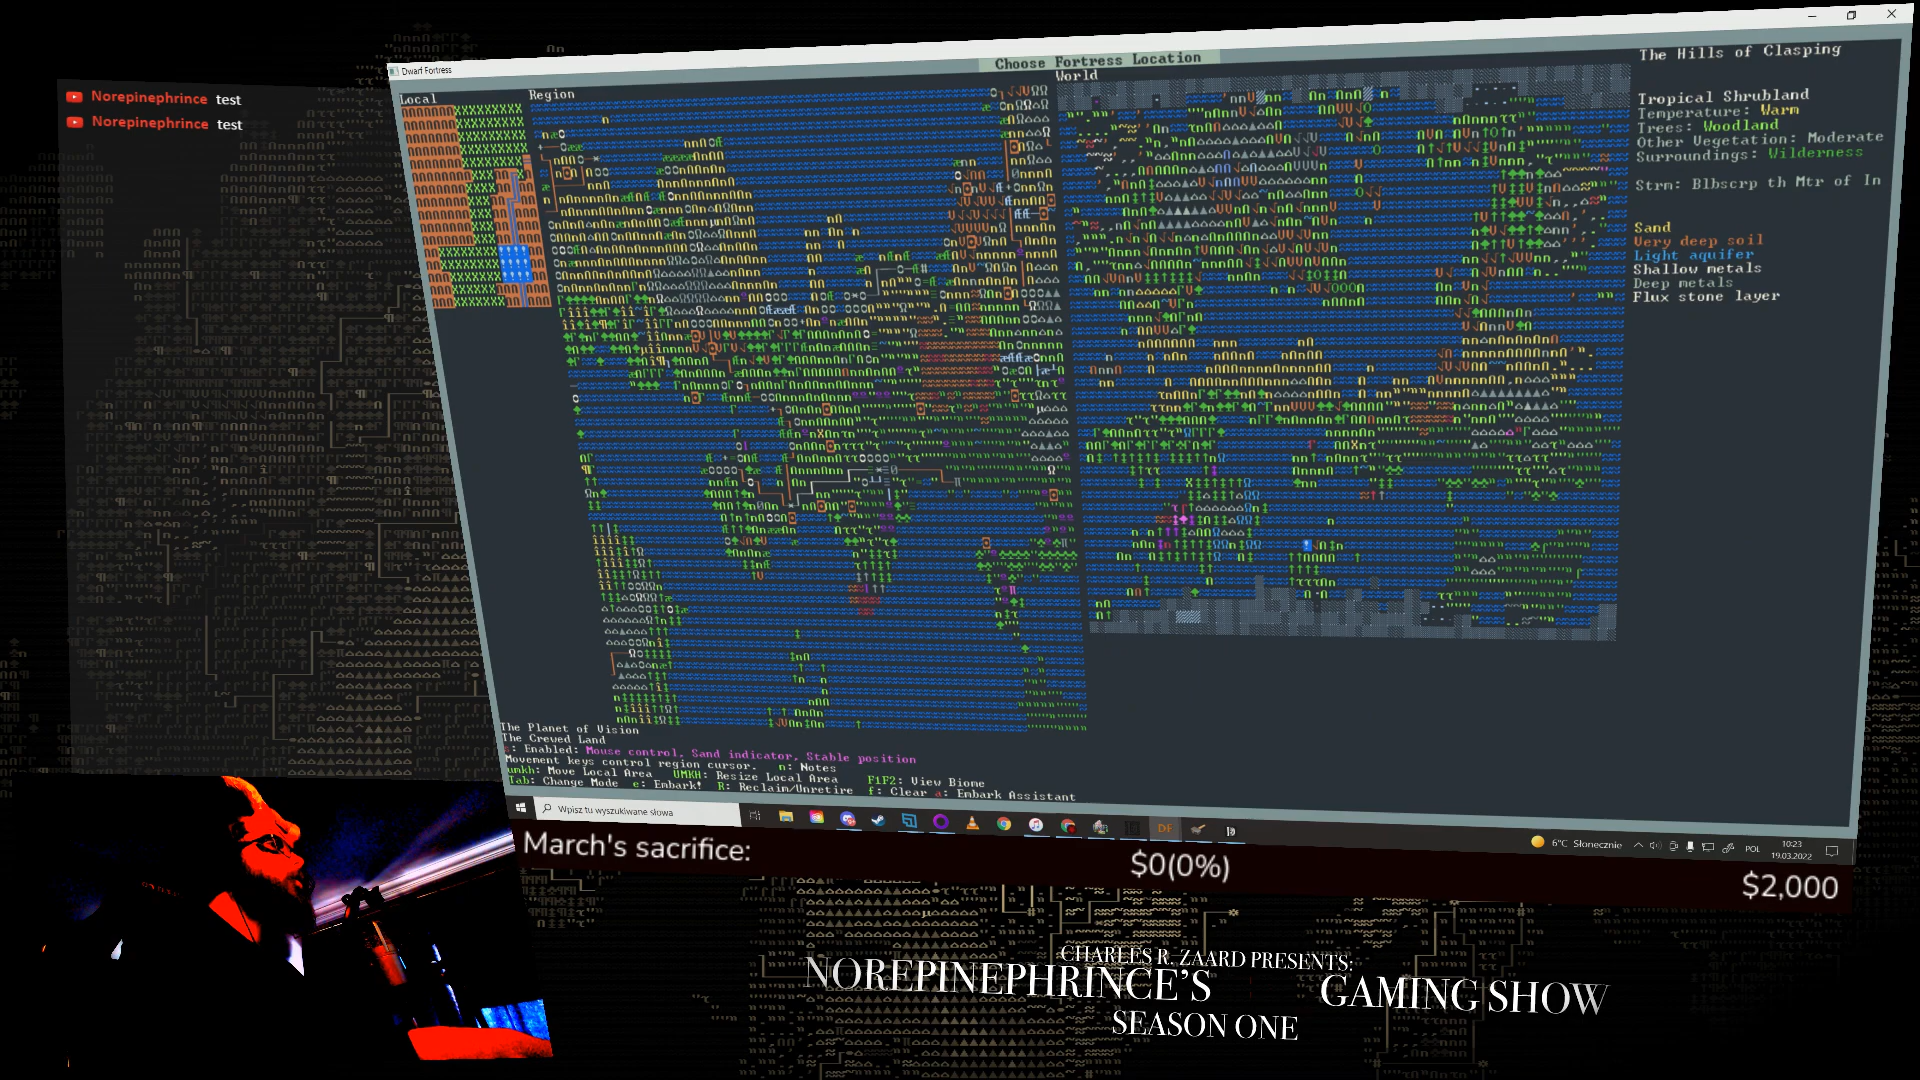 Norepinephrince test
Norepinephrince test
Dwarf Fortress
Choose Fortress Location
Local
Region
World
The Hills of Clasping
Tropical Shrubland
Temperature: Warm
Trees: Woodland
Other Vegetation: Moderate
Surroundings: Wilderness
Strm: Blbscrp th Mtr of In
Sand
Very deep soil
Light aquifer
Shallow metals
Deep metals
Flux stone layer
The Planet of Vision
The Crewed Land
s: Enabled: Mouse control, Sand indicator, Stable position
Movement keys control region cursor. n: Notes
umkh: Move Local Area UMKH: Resize Local Area F1F2: View Biome
Tab: Change Mode e: Embark! R: Reclaim/Unretire f: Clear a: Embark Assistant
Wpisz tu wyszukiwane słowa
DF
6°C Słonecznie
POL
10:23
19.03.2022
March's sacrifice:
$0(0%)
$2,000
CHARLES R. ZAARD PRESENTS:
NOREPINEPHRINCE'S GAMING SHOW
SEASON ONE